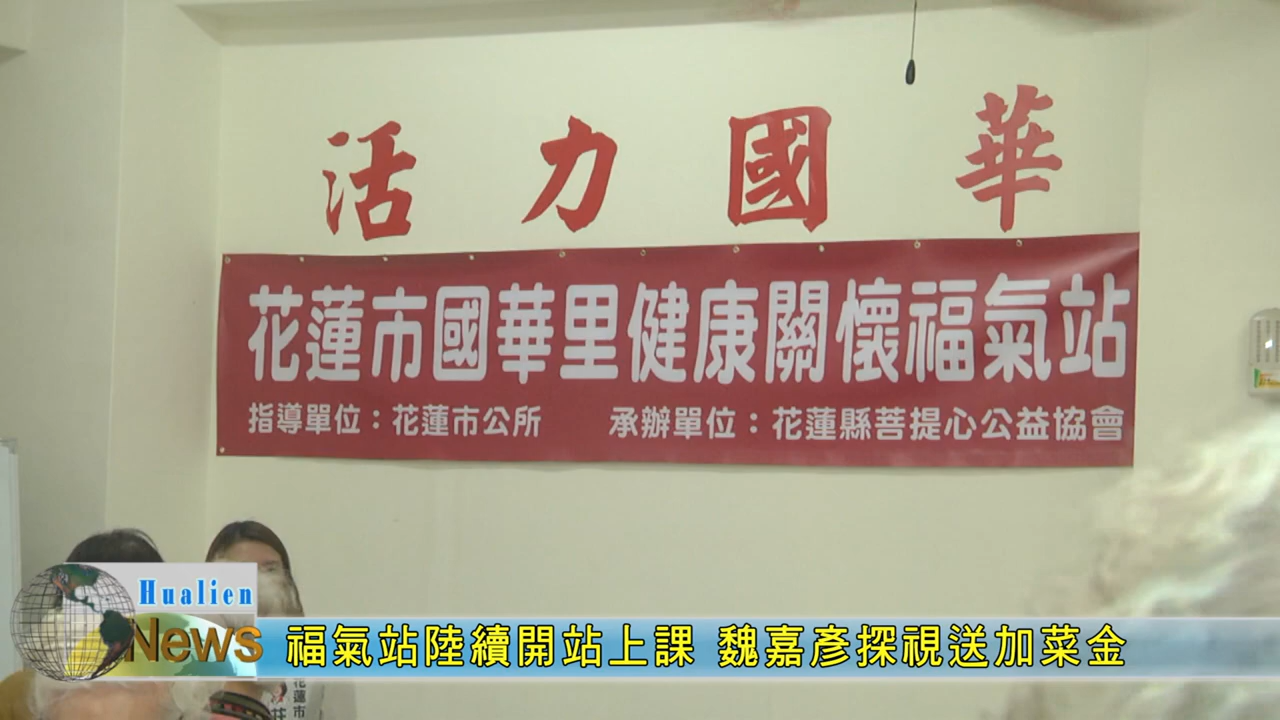 活力國華
花蓮市國華里健康關懷福氣站
指導單位：花蓮市公所 承辦單位：花蓮縣菩提心公益協會
Hualien
News
福氣站陸續開站上課 魏嘉彥探視送加菜金
花蓮市